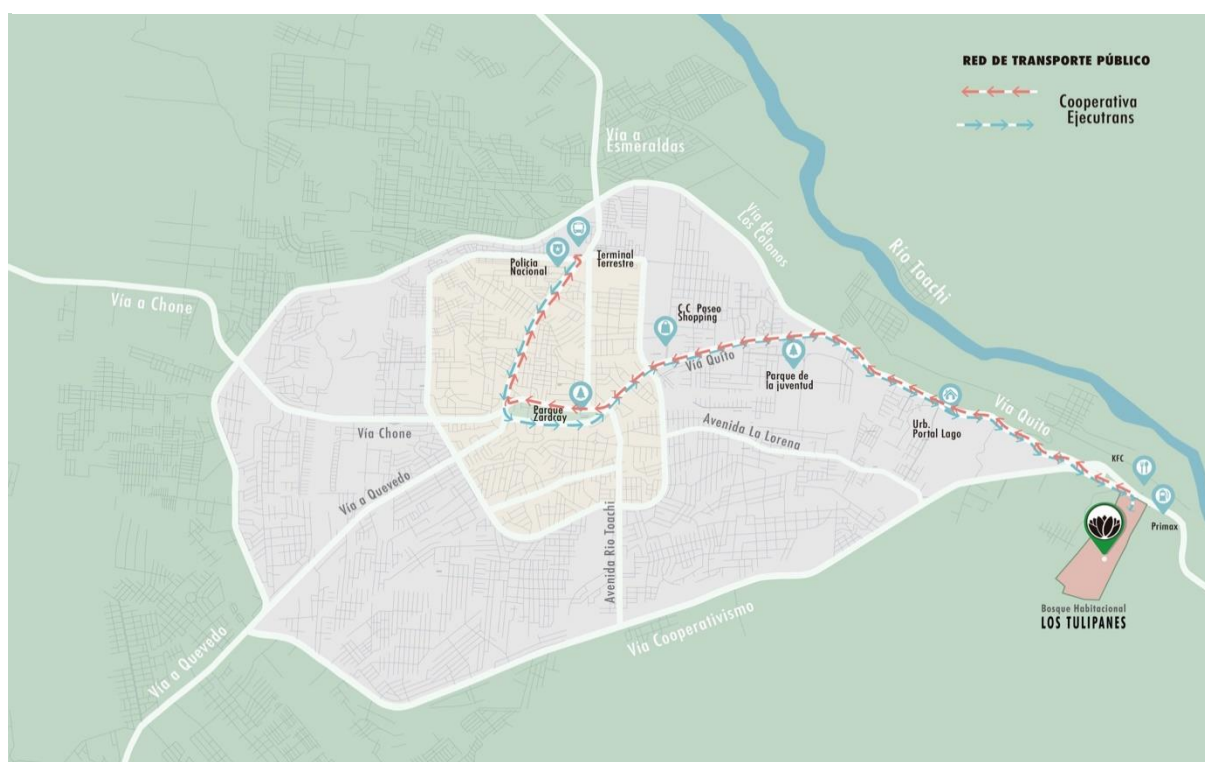 RED DE TRANSPORTE PÚBLICO
Cooperativa
Ejecutrans
Vía a
Esmeraldas
Vía de
Los Colonos
Río Toachi
Policia
Nacional
Terminal
Terrestre
Vía a Chone
C.C Paseo
Shopping
Vía Quito
Parque de
la juventud
Parque
Zaracay
Vía Chone
Urb.
Portal Lago
Vía Quito
Avenida La Lorena
KFC
Primax
Vía a Quevedo
Avenida Rio Toachi
Bosque Habitacional
LOS TULIPANES
Vía Cooperativismo
Vía a Quevedo